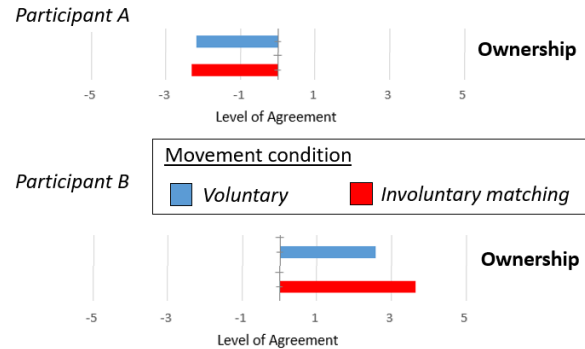 Participant A
Ownership
-5 -3 -1 1 3 5
Level of Agreement
Movement condition
Participant B
Voluntary Involuntary matching
Ownership
-5 -3 -1 1 3 5
Level of Agreement